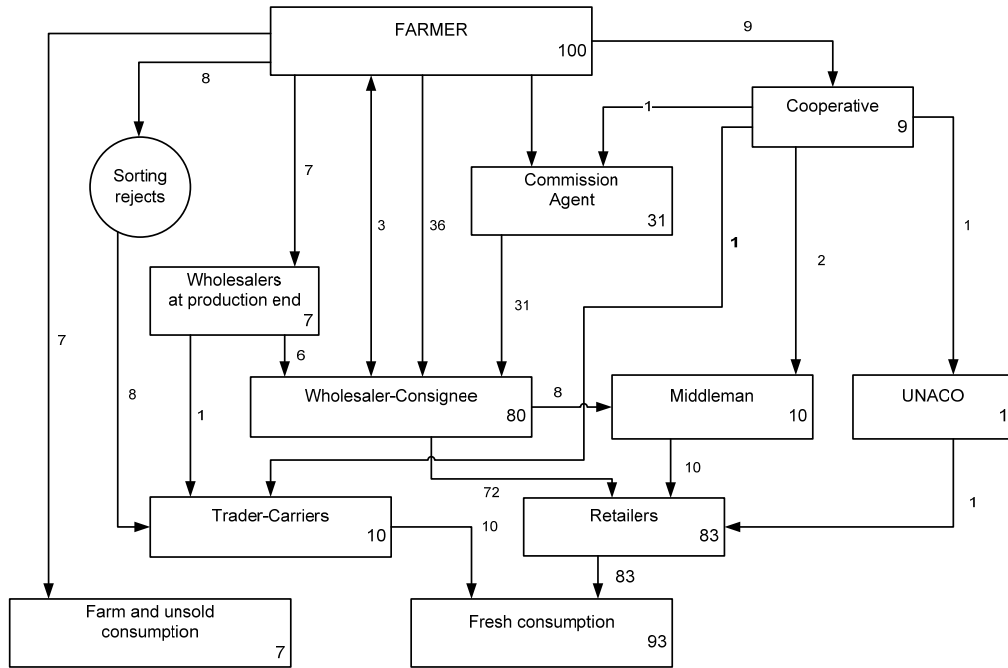 FARMER
100
9
8
Cooperative
9
1
Sorting
rejects
7
Commission
Agent
31
3
36
1
1
2
Wholesalers
at production end
7
31
7
6
8
Wholesaler-Consignee
80
8
Middleman
10
UNACO
1
1
10
72
Trader-Carriers
10
10
Retailers
83
1
83
Farm and unsold
consumption
7
Fresh consumption
93